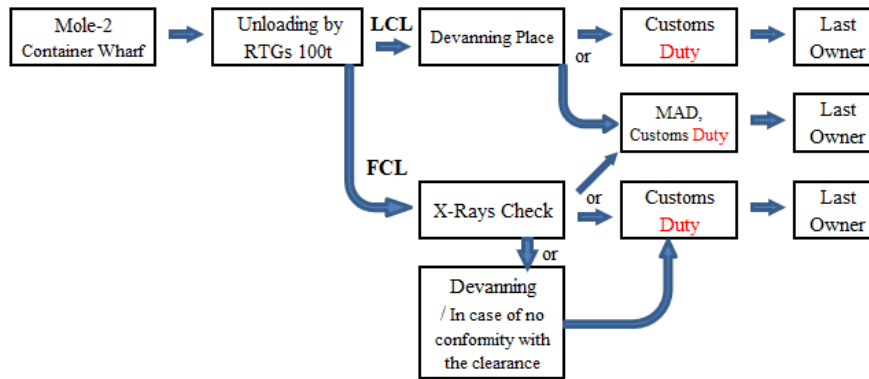 Mole-2
Container Wharf
Unloading by
RTGs 100t
LCL
Devanning Place
or
Customs
Duty
Last
Owner
MAD,
Customs Duty
Last
Owner
FCL
X-Rays Check
or
Customs
Duty
Last
Owner
or
Devanning
/ In case of no
conformity with
the clearance